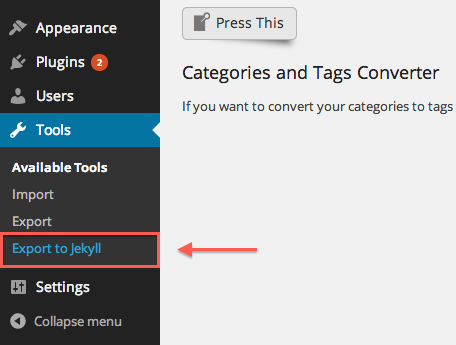 Appearance
Plugins 2
Users
Tools
Available Tools
Import
Export
Export to Jekyll
Settings
Collapse menu
Press This
Categories and Tags Converter
If you want to convert your categories to tags